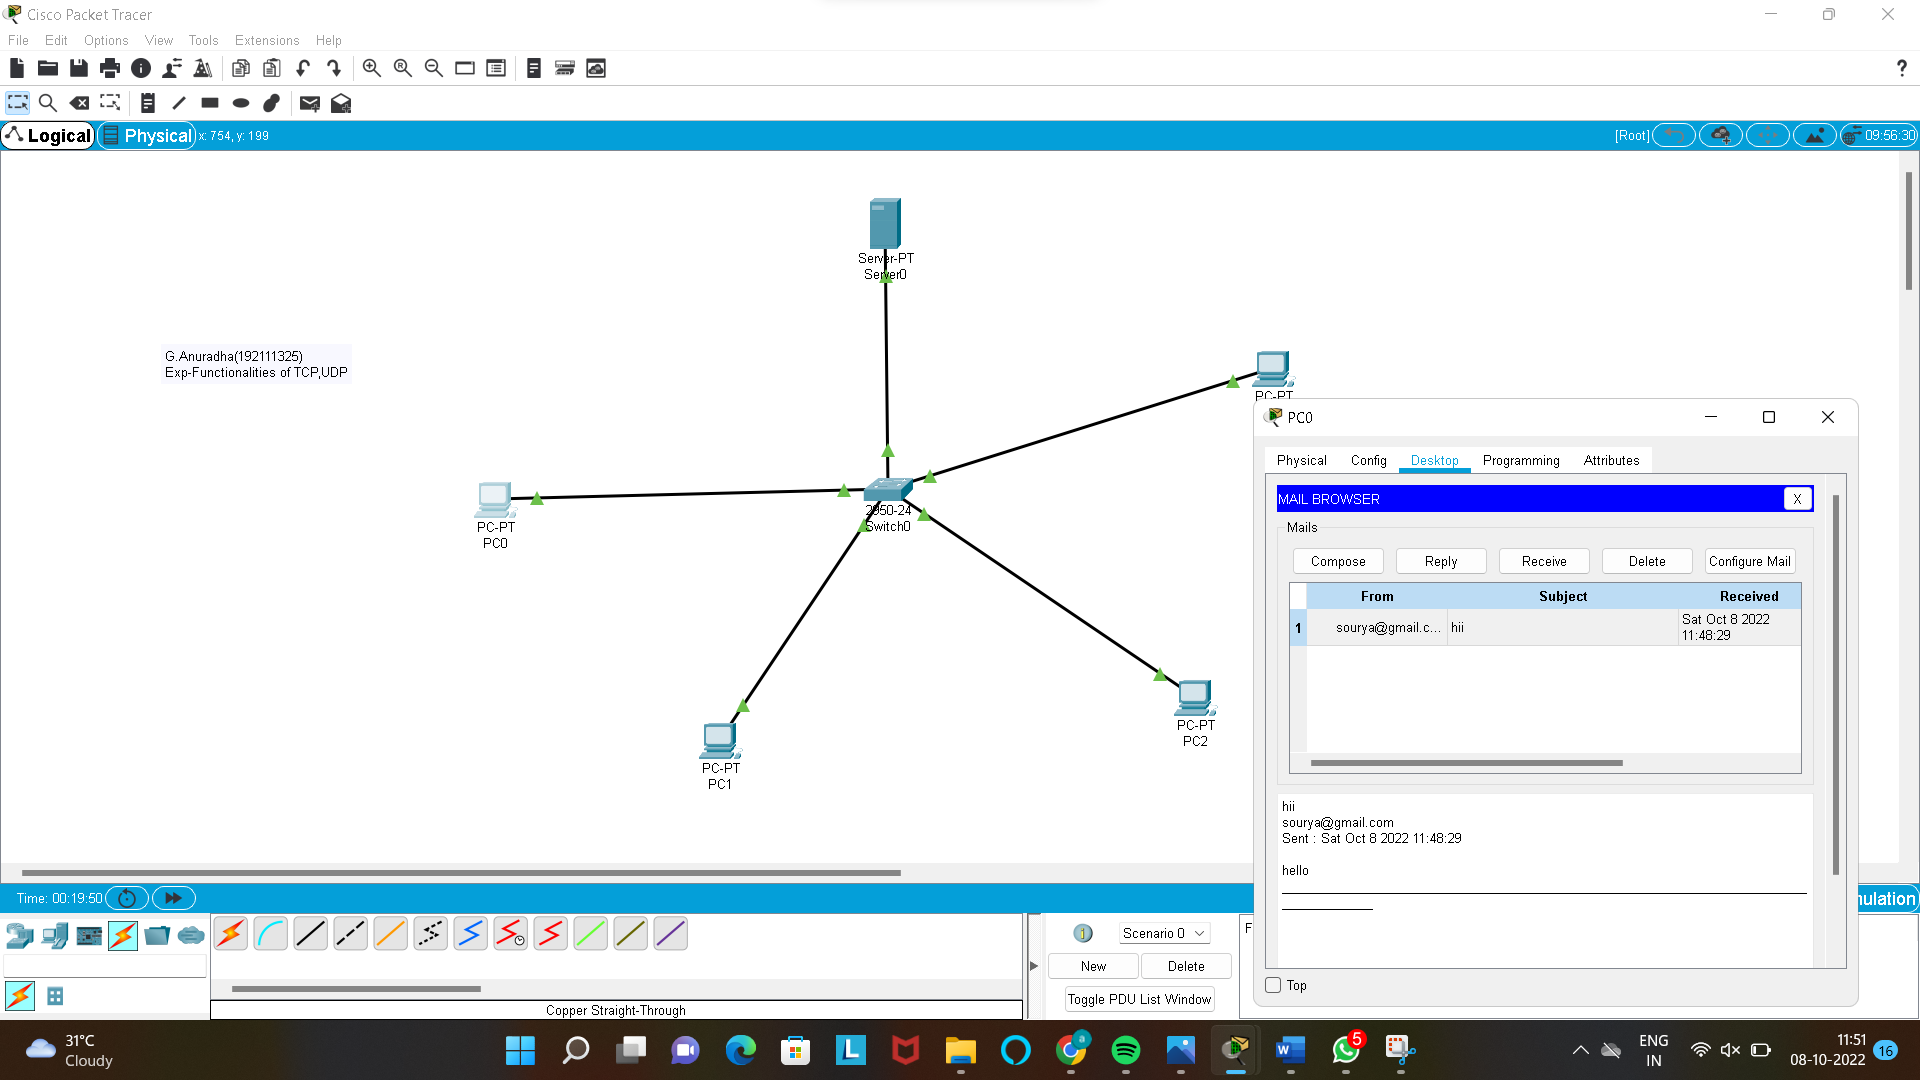 Cisco Packet Tracer
File Edit Options View Tools Extensions Help
?
Logical Physical x: 754, y: 199 [Root] 09:56:30
Server-PT
Server0
G.Anuradha(192111325)
Exp-Functionalities of TCP,UDP
PC-PT
PC-PT
PC0
2950-24
Switch0
PC-PT
PC1
PC-PT
PC2
PC0
Physical Config Desktop Programming Attributes
MAIL BROWSER X
Mails
Compose Reply Receive Delete Configure Mail
From Subject Received
1 sourya@gmail.c... hii Sat Oct 8 2022
11:48:29
hii
sourya@gmail.com
Sent : Sat Oct 8 2022 11:48:29
hello
Top
Time: 00:19:50
Scenario 0
New Delete
Toggle PDU List Window
Copper Straight-Through
F
nulation
31°C
Cloudy
5
ENG
IN
11:51
08-10-2022
16